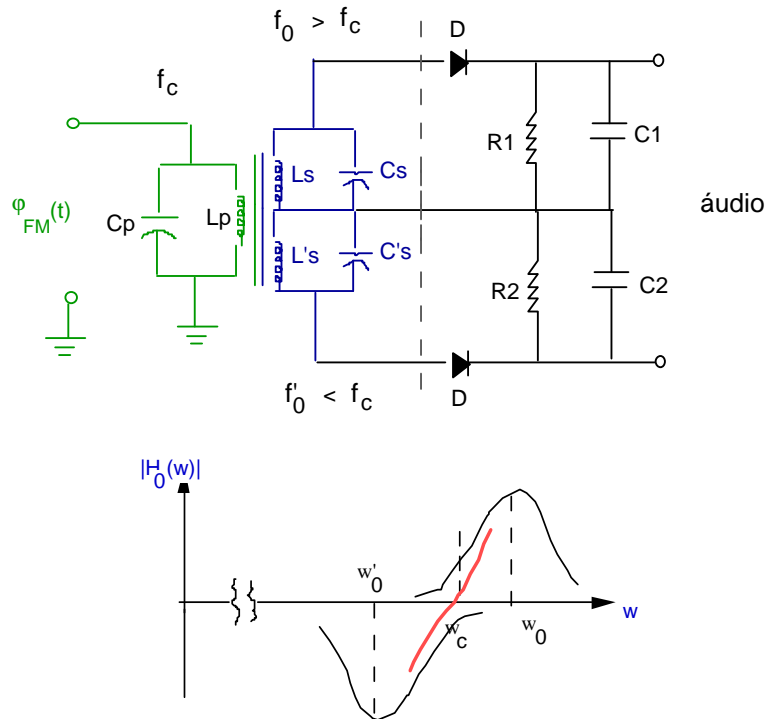 f0 > fc
D
fc
R1
C1
Ls
Cs
φFM(t)
Cp
Lp
áudio
L's
C's
R2
C2
f'0 < fc
D
|H0(w)|
w'0
wc
w0
w